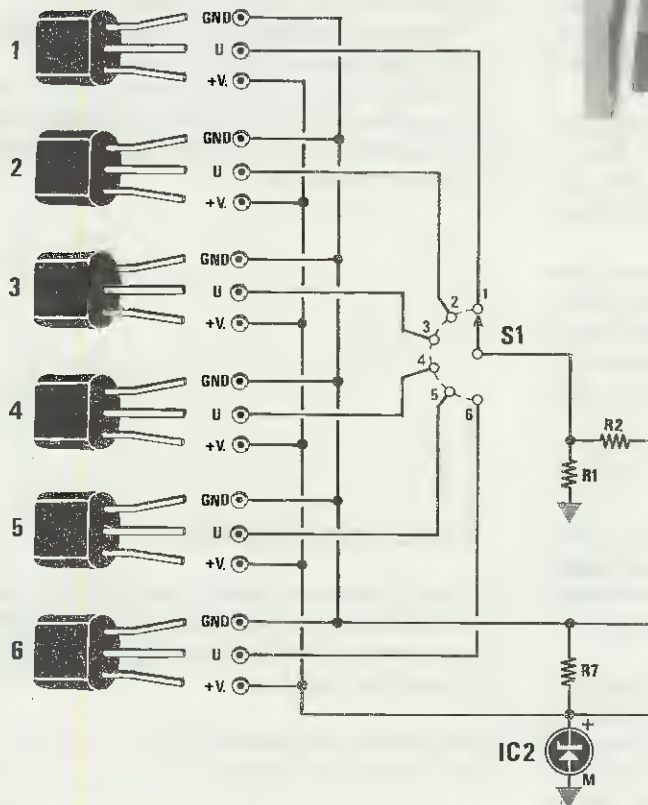 1
GND
U
+V.
2
GND
U
+V.
3
GND
U
+V.
4
GND
U
+V.
5
GND
U
+V.
6
GND
U
+V.
1
2
3
4
5
6
S1
R2
R1
R7
+
IC2
M